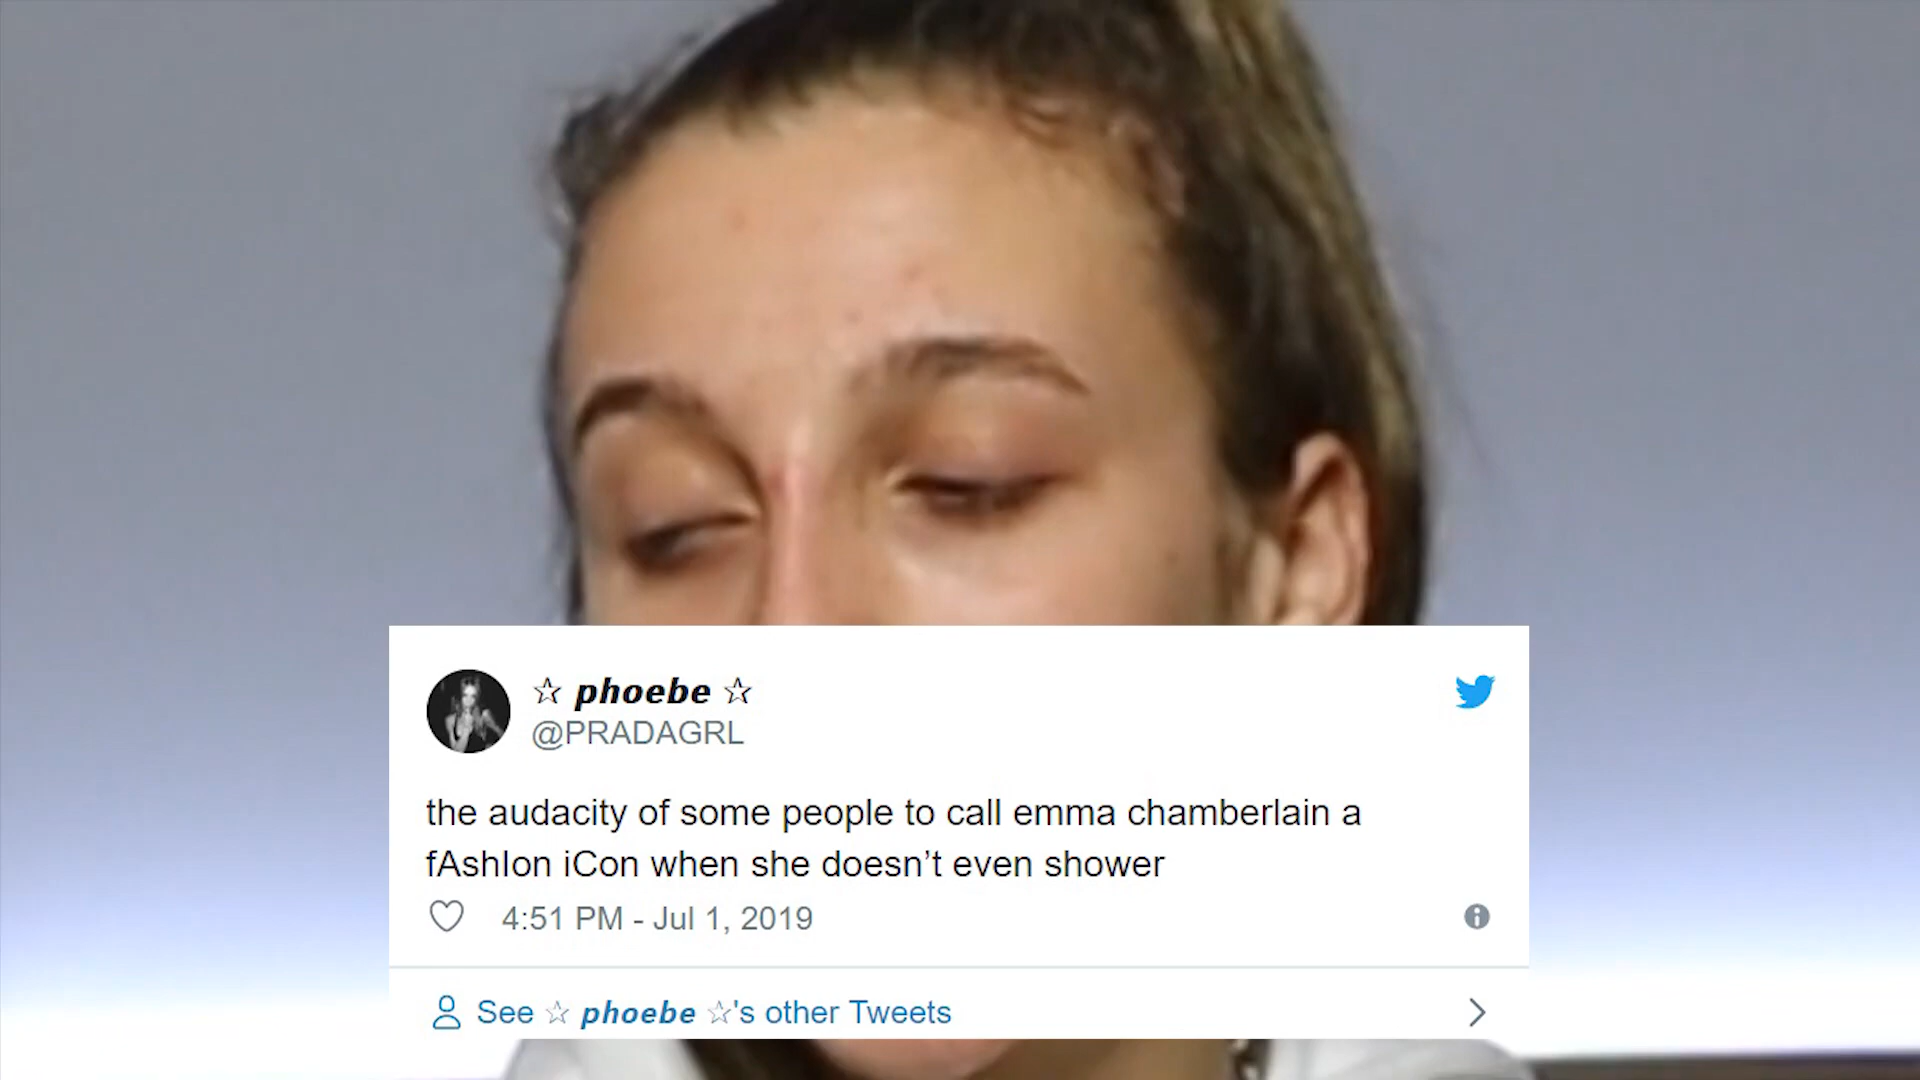 ☆ phoebe ☆
@PRADAGRL
the audacity of some people to call emma chamberlain a
fAshIon iCon when she doesn’t even shower
4:51 PM - Jul 1, 2019
See ☆ phoebe ☆'s other Tweets